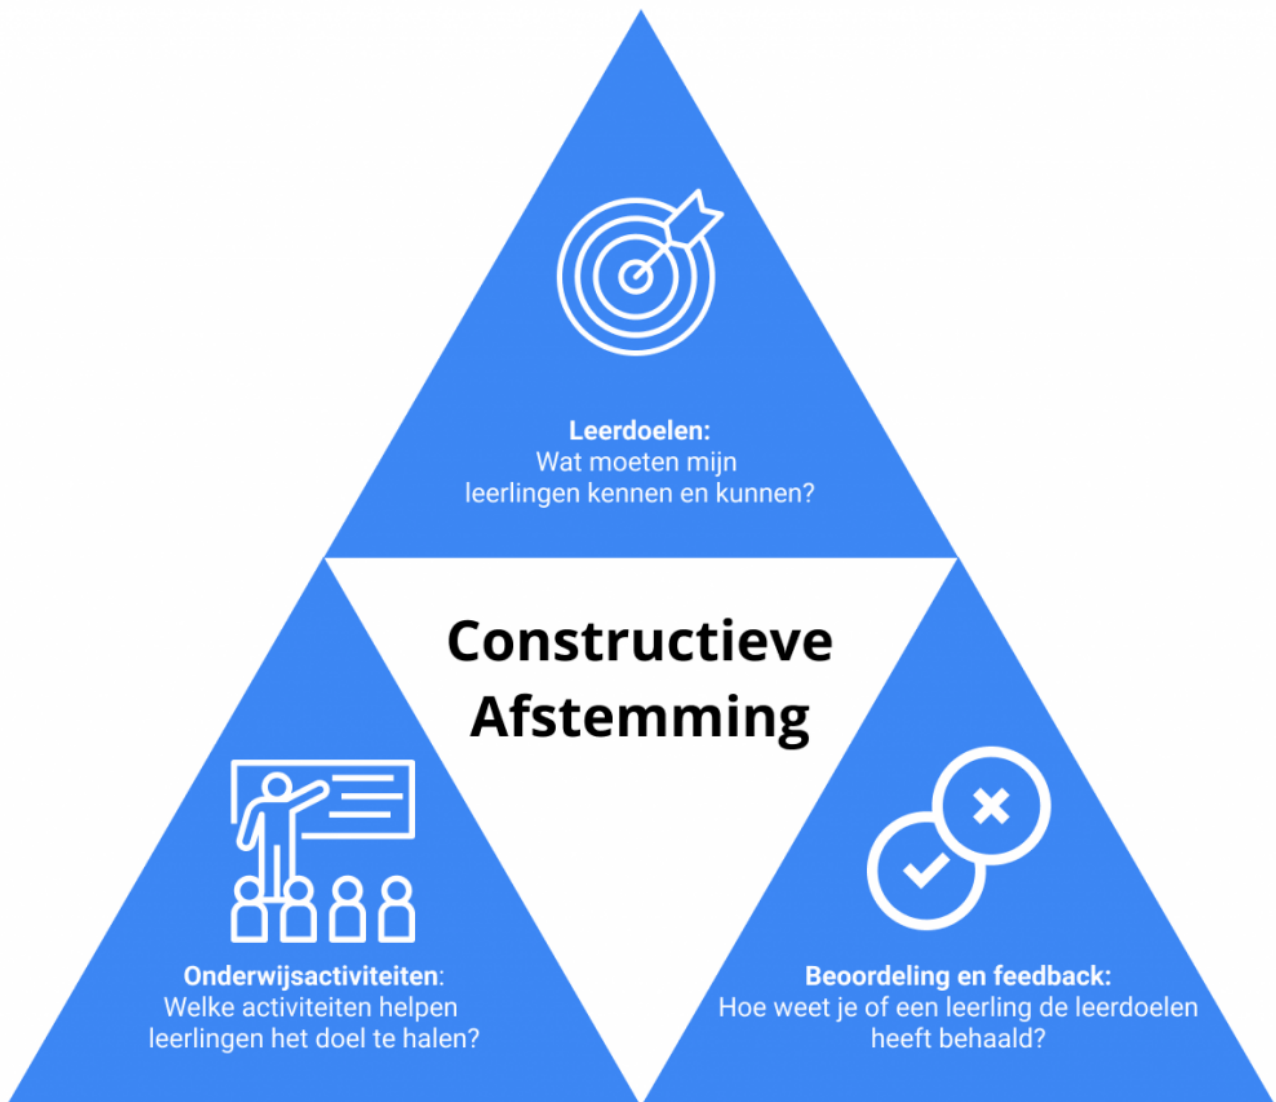 Leerdoelen:
Wat moeten mijn
leerlingen kennen en kunnen?
Constructieve
Afstemming
Onderwijsactiviteiten:
Welke activiteiten helpen
leerlingen het doel te halen?
Beoordeling en feedback:
Hoe weet je of een leerling de leerdoelen
heeft behaald?